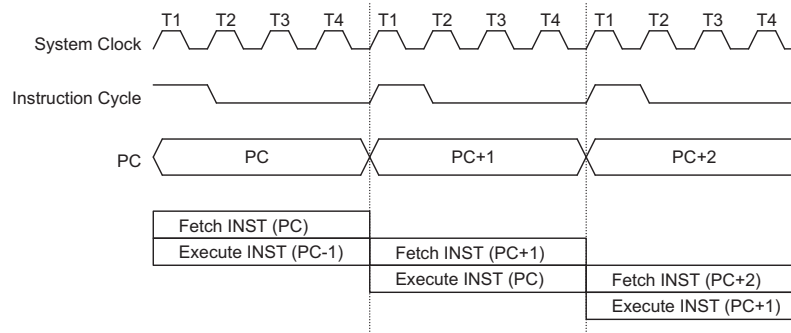 T1 T2 T3 T4 T1 T2 T3 T4 T1 T2 T3 T4
System Clock
Instruction Cycle
PC PC PC+1 PC+2
Fetch INST (PC)
Execute INST (PC-1) Fetch INST (PC+1)
Execute INST (PC) Fetch INST (PC+2)
Execute INST (PC+1)